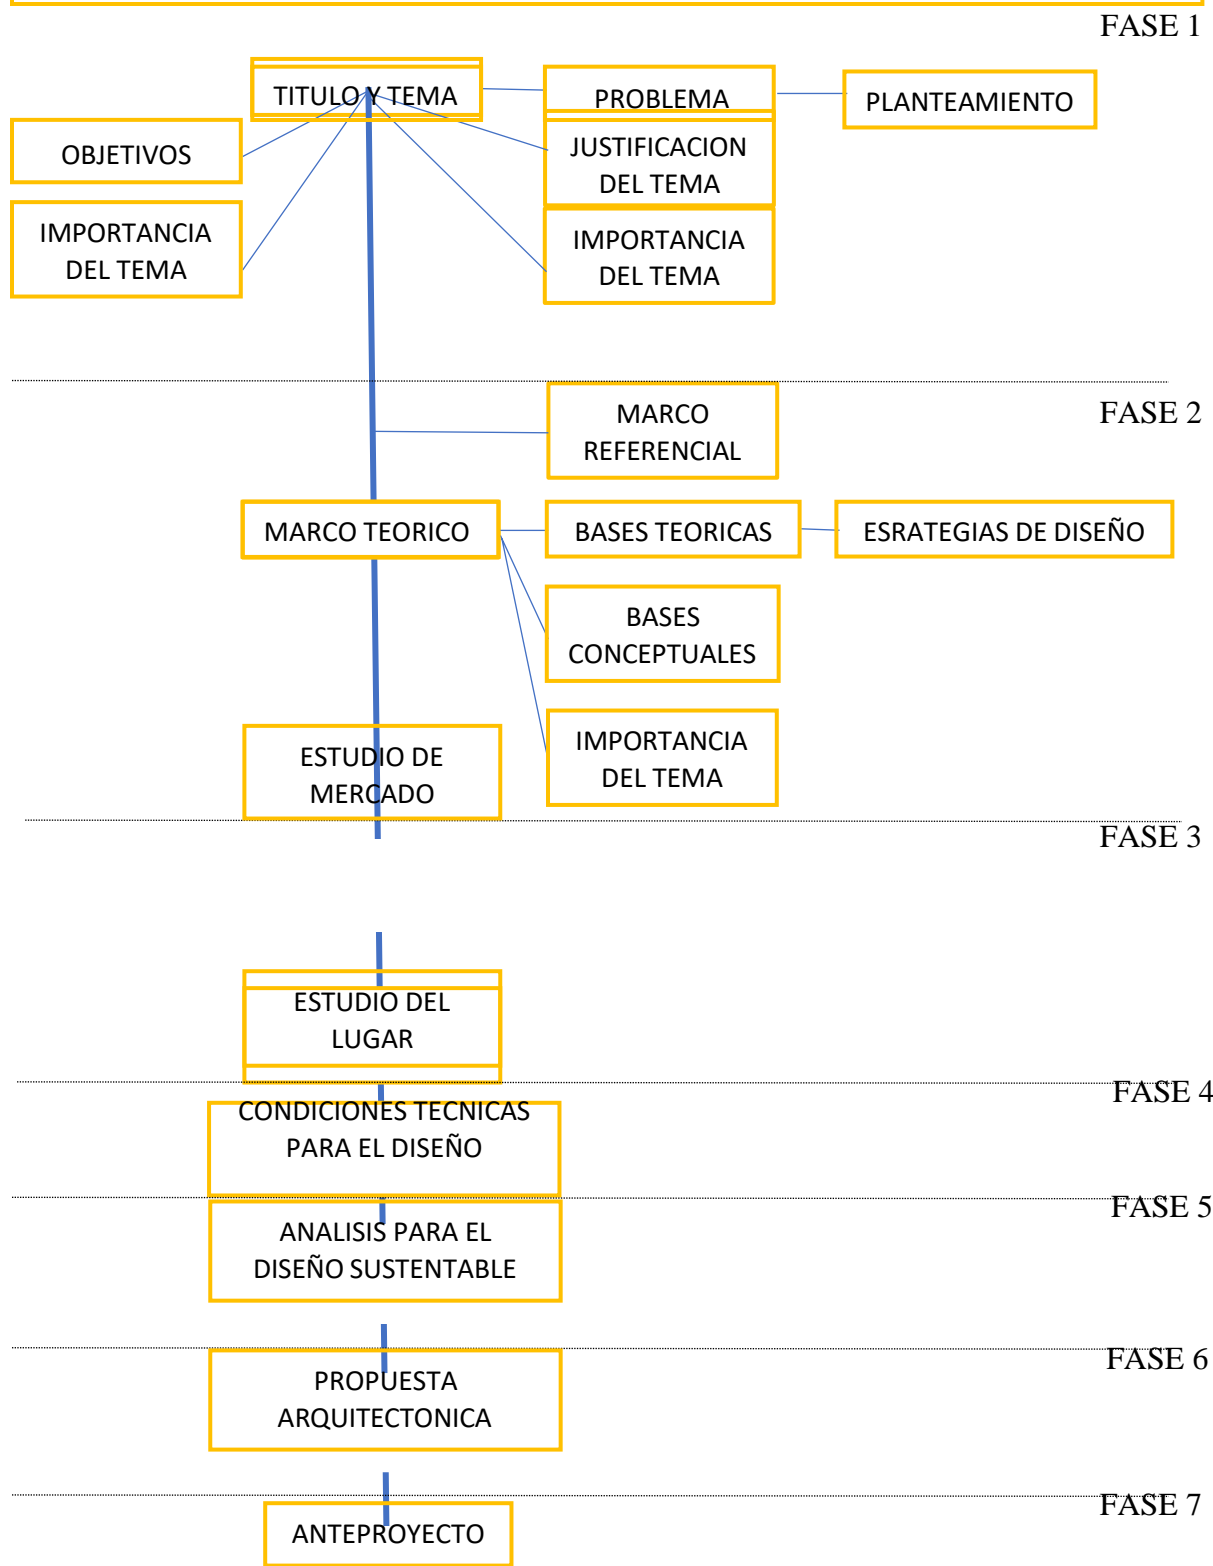 FASE 1
TITULO Y TEMA
PROBLEMA
PLANTEAMIENTO
OBJETIVOS
JUSTIFICACION
DEL TEMA
IMPORTANCIA
DEL TEMA
IMPORTANCIA
DEL TEMA
FASE 2
MARCO
REFERENCIAL
MARCO TEORICO
BASES TEORICAS
ESRATEGIAS DE DISEÑO
BASES
CONCEPTUALES
IMPORTANCIA
DEL TEMA
ESTUDIO DE
MERCADO
FASE 3
ESTUDIO DEL
LUGAR
FASE 4
CONDICIONES TECNICAS
PARA EL DISEÑO
FASE 5
ANALISIS PARA EL
DISEÑO SUSTENTABLE
FASE 6
PROPUESTA
ARQUITECTONICA
FASE 7
ANTEPROYECTO